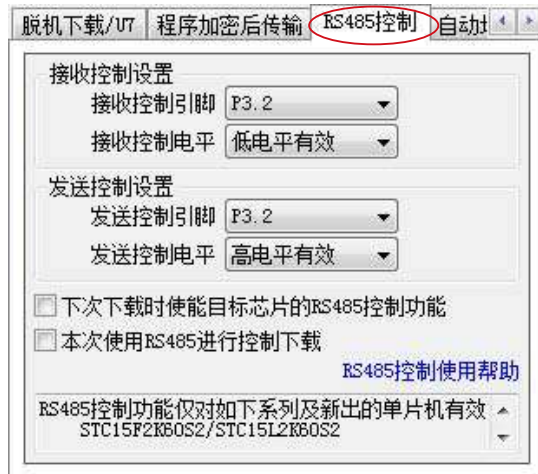 脱机下载/U7 程序加密后传输 RS485控制 自动
接收控制设置
接收控制引脚 P3.2
接收控制电平 低电平有效
发送控制设置
发送控制引脚 P3.2
发送控制电平 高电平有效
下次下载时使能目标芯片的RS485控制功能
本次使用RS485进行控制下载
RS485控制使用帮助
RS485控制功能仅对如下系列及新出的单片机有效
STC15F2K60S2/STC15L2K60S2